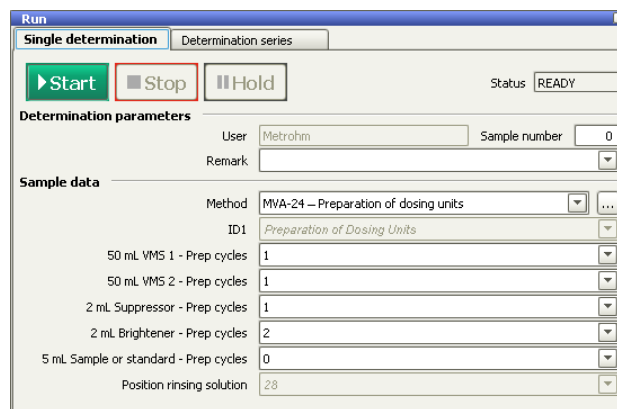 Run
Single determination Determination series
Start Stop Hold Status READY
Determination parameters
User Metrohm Sample number 0
Remark
Sample data
Method MVA-24 – Preparation of dosing units ...
ID1 Preparation of Dosing Units
50 mL VMS 1 - Prep cycles 1
50 mL VMS 2 - Prep cycles 1
2 mL Suppressor - Prep cycles 1
2 mL Brightener - Prep cycles 2
5 mL Sample or standard - Prep cycles 0
Position rinsing solution 28